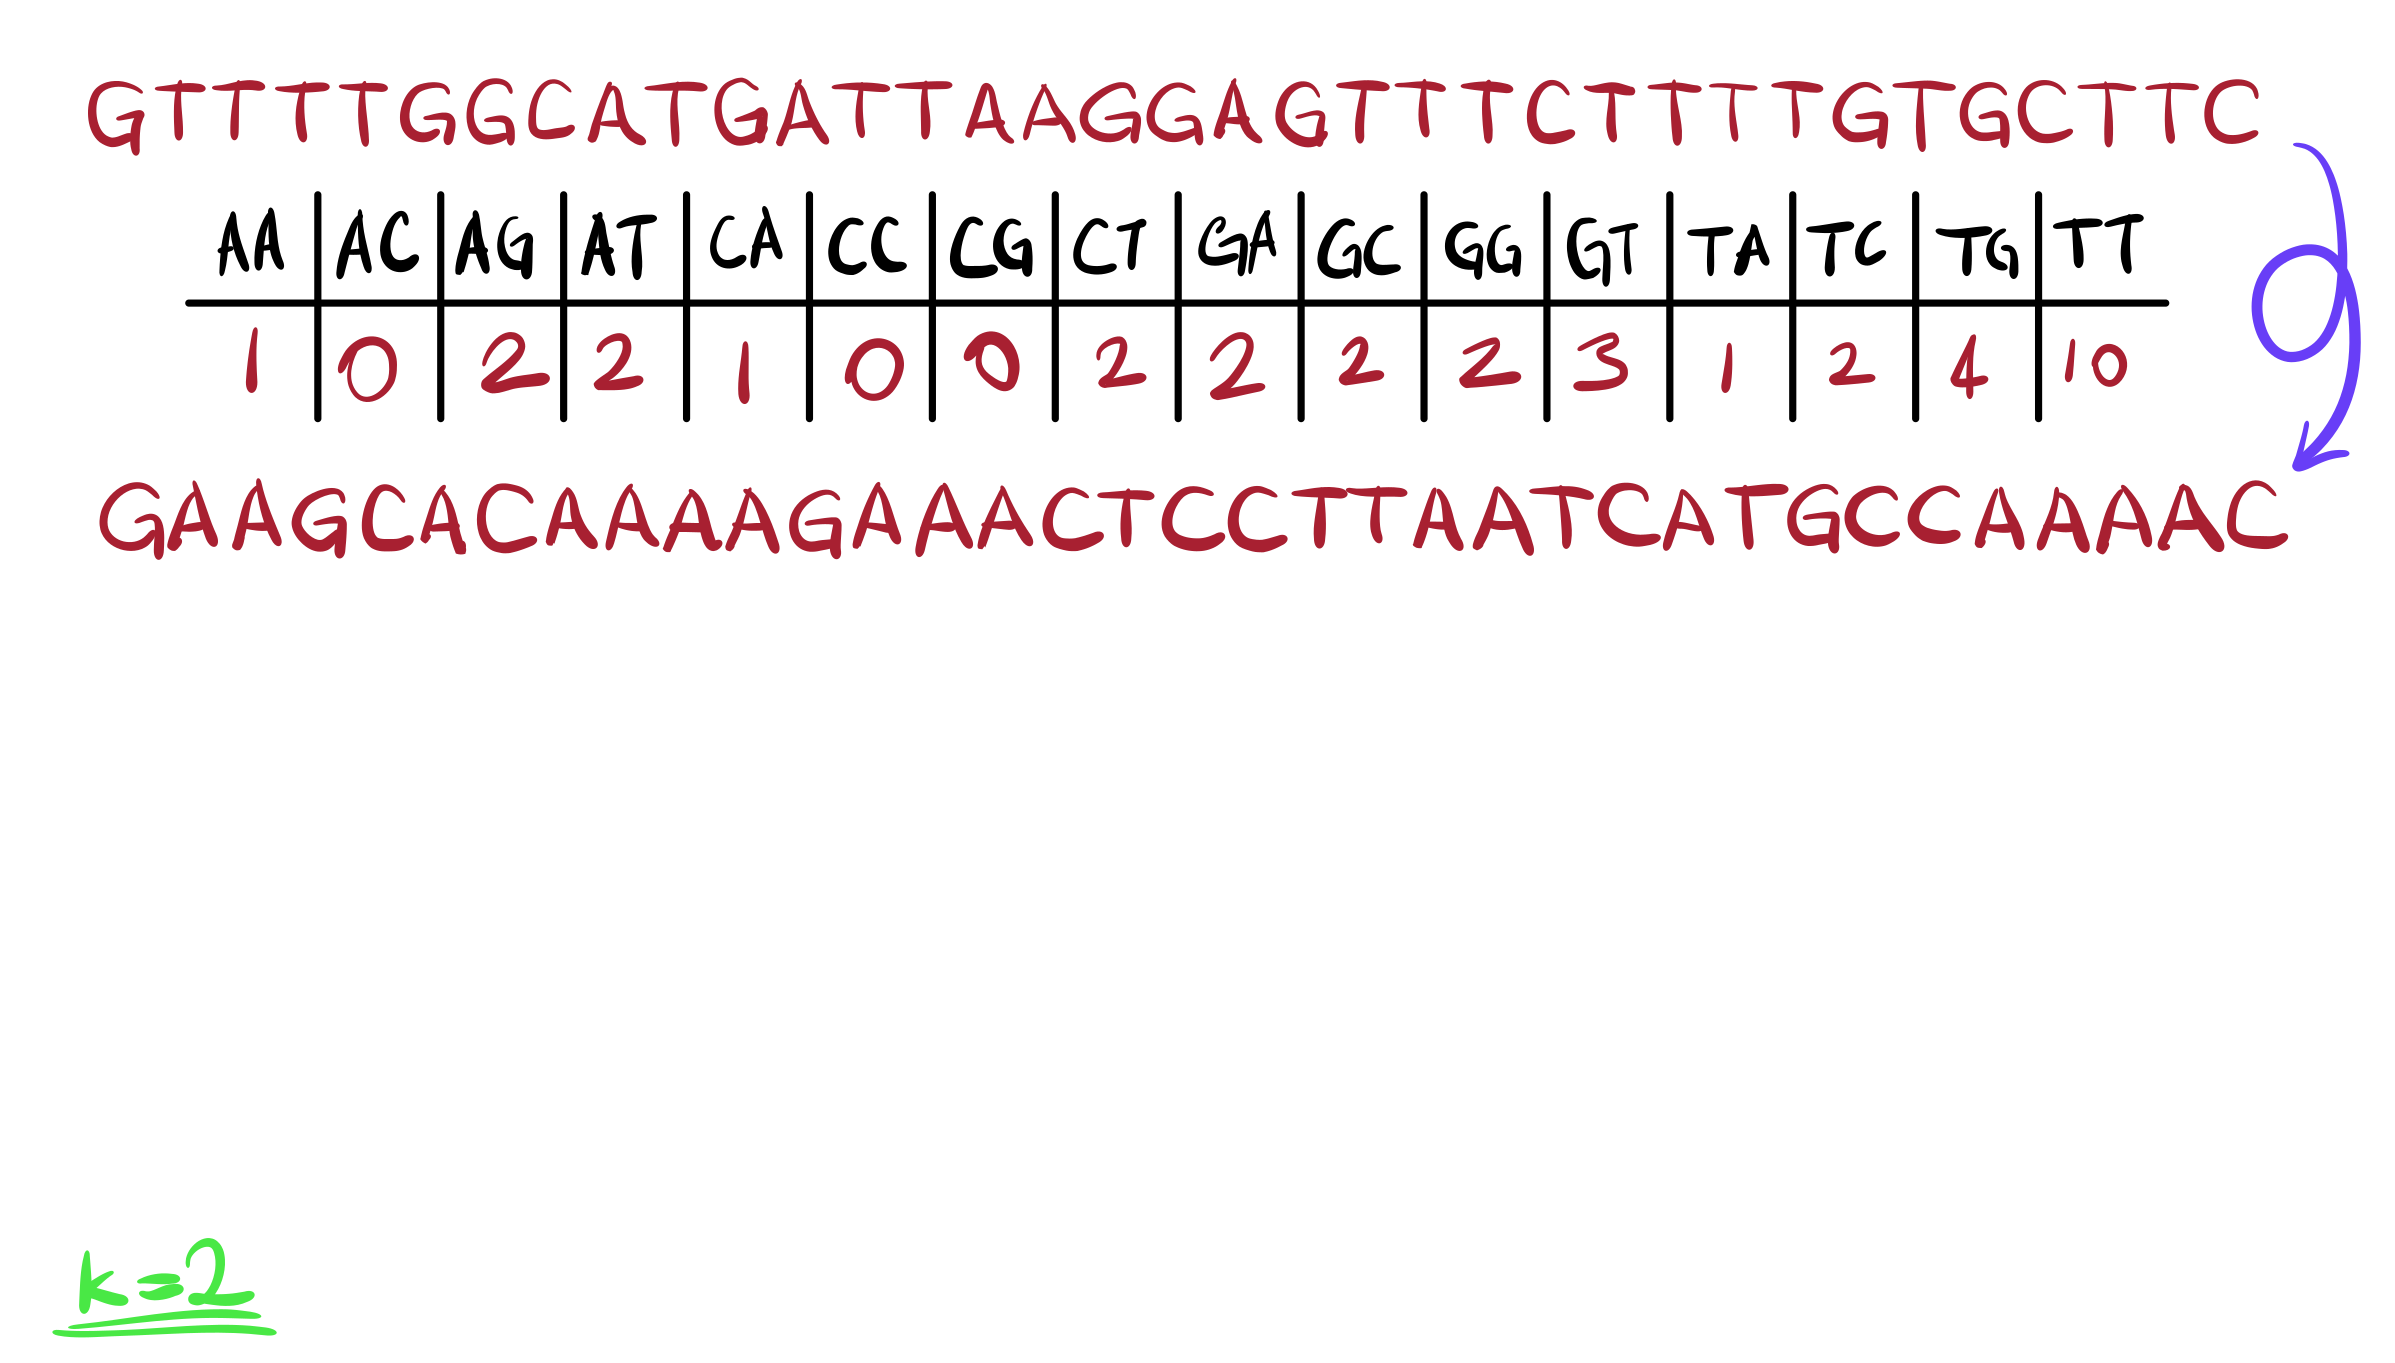 GTTTTGGCATGATTAAGGAGTTTCTTTTGTGCTTC
AA AC AG AT CA CC CG CT GA GC GG GT TA TC TG TT
1 0 2 2 1 0 0 2 2 2 2 3 1 2 4 10
GAAGCACAAAAGAAACTCCTTAATCATGCCAAAAC
k=2